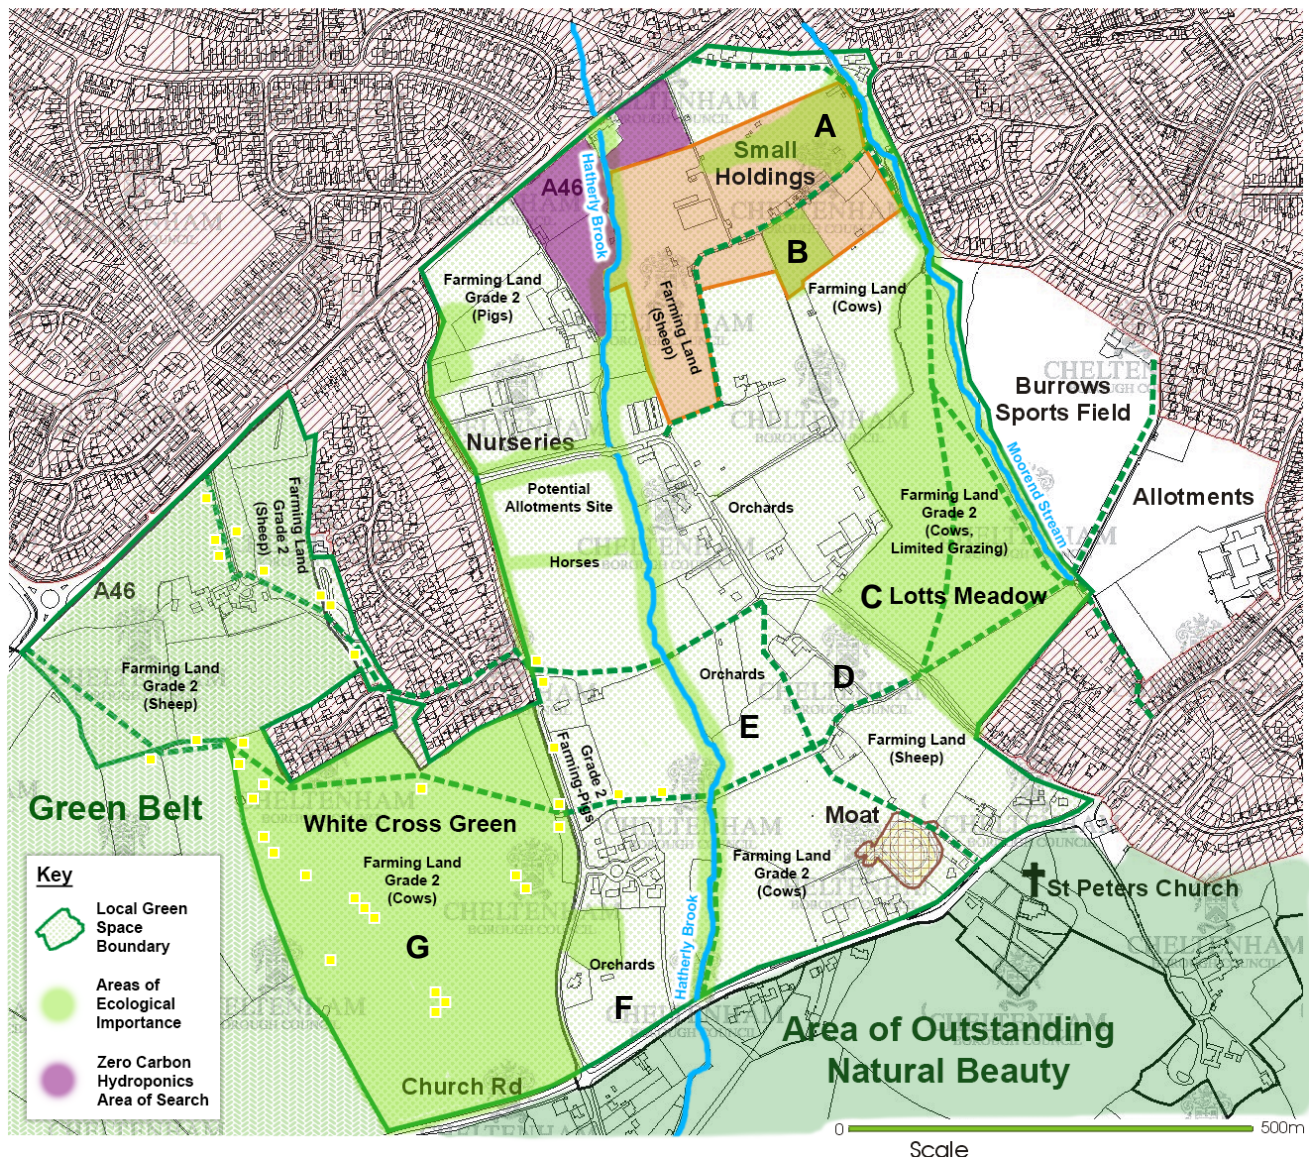 A
Small
Holdings
A46
Hatherly Brook
B
Farming Land
Grade 2
(Pigs)
Farming Land
(Sheep)
Farming Land
(Cows)
CHELTENHAM
BOROUGH COUNCIL
Burrows
Sports Field
Nurseries
Moorend Stream
Allotments
Farming Land
Grade 2
(Sheep)
Potential
Allotments Site
Orchards
Farming Land
Grade 2
(Cows,
Limited Grazing)
Horses
A46
C Lotts Meadow
Farming Land
Grade 2
(Sheep)
Orchards
D
E
Farming Land
(Sheep)
Grade 2
Farming-Pigs
Green Belt
White Cross Green
Farming Land
Grade 2
(Cows)
Moat
Farming Land
Grade 2
(Cows)
St Peters Church
G
Orchards
F
Hatherly Brook
Area of Outstanding
Natural Beauty
Church Rd
Key
Local Green
Space
Boundary
Areas of
Ecological
Importance
Zero Carbon
Hydroponics
Area of Search
0
500m
Scale